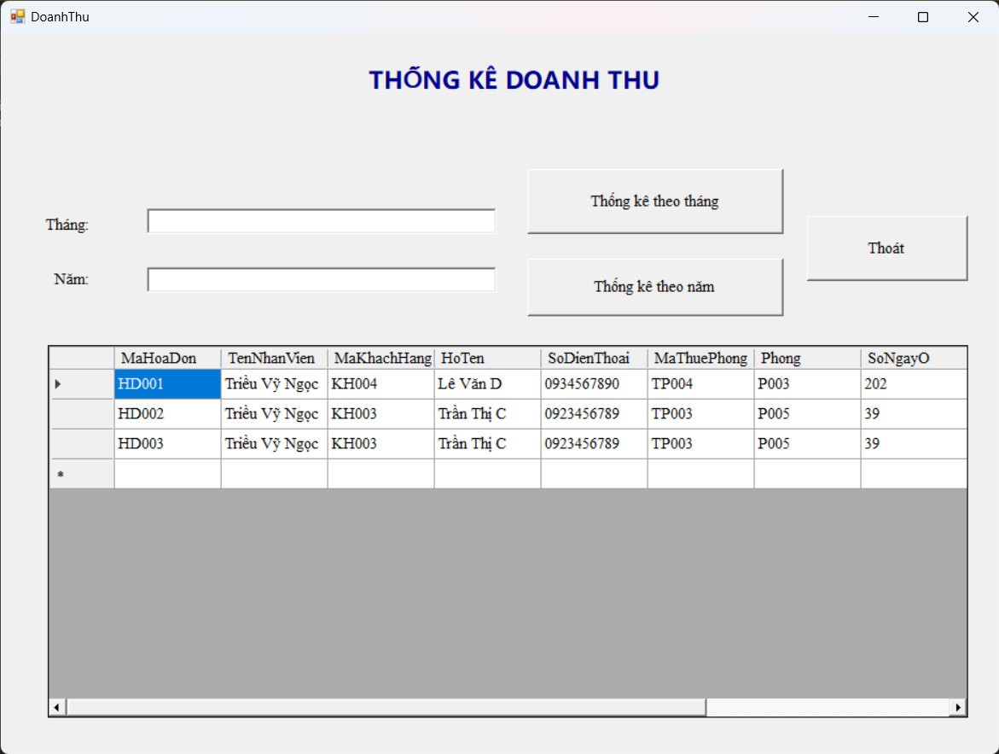 DoanhThu
THỐNG KÊ DOANH THU
Tháng:
Năm:
Thống kê theo tháng
Thống kê theo năm
Thoát
MaHoaDon TenNhanVien MaKhachHang HoTen SoDienThoai MaThuePhong Phong SoNgayO
HD001 Triều Vỹ Ngọc KH004 Lê Văn D 0934567890 TP004 P003 202
HD002 Triều Vỹ Ngọc KH003 Trần Thị C 0923456789 TP003 P005 39
HD003 Triều Vỹ Ngọc KH003 Trần Thị C 0923456789 TP003 P005 39